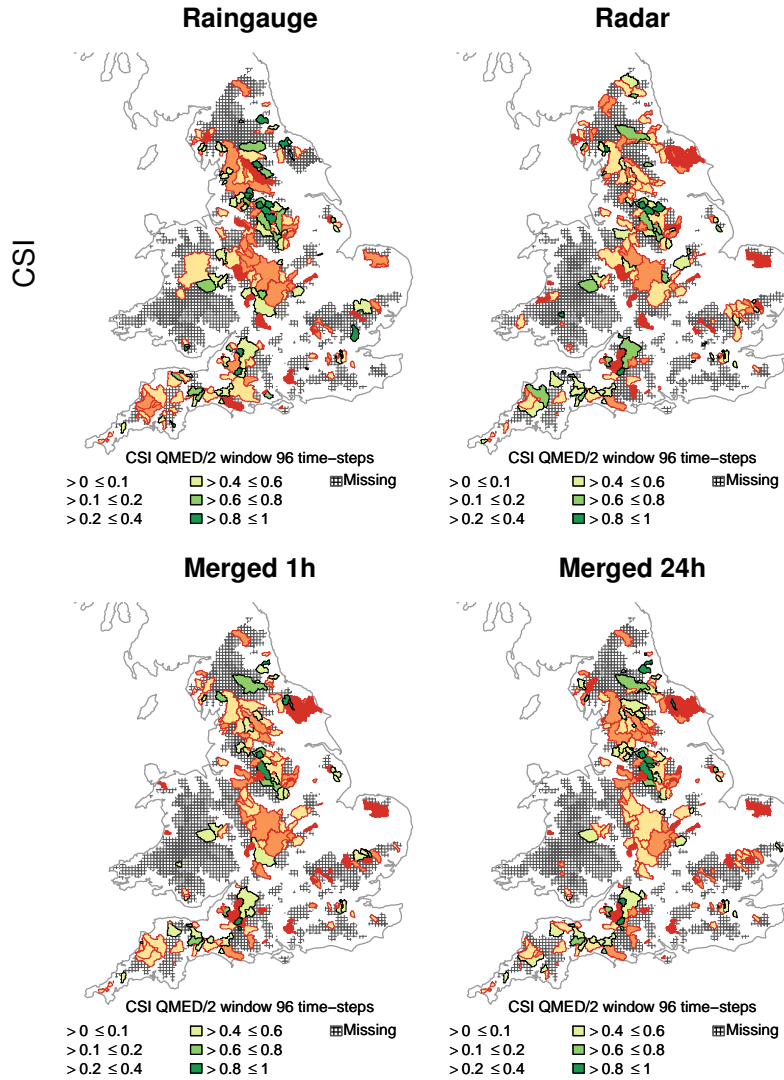 Raingauge
Radar
CSI
CSI QMED/2 window 96 time−steps
> 0 ≤ 0.1
> 0.4 ≤ 0.6
Missing
> 0.1 ≤ 0.2
> 0.6 ≤ 0.8
> 0.2 ≤ 0.4
> 0.8 ≤ 1
CSI QMED/2 window 96 time−steps
> 0 ≤ 0.1
> 0.4 ≤ 0.6
Missing
> 0.1 ≤ 0.2
> 0.6 ≤ 0.8
> 0.2 ≤ 0.4
> 0.8 ≤ 1
Merged 1h
Merged 24h
CSI QMED/2 window 96 time−steps
> 0 ≤ 0.1
> 0.4 ≤ 0.6
Missing
> 0.1 ≤ 0.2
> 0.6 ≤ 0.8
> 0.2 ≤ 0.4
> 0.8 ≤ 1
CSI QMED/2 window 96 time−steps
> 0 ≤ 0.1
> 0.4 ≤ 0.6
Missing
> 0.1 ≤ 0.2
> 0.6 ≤ 0.8
> 0.2 ≤ 0.4
> 0.8 ≤ 1